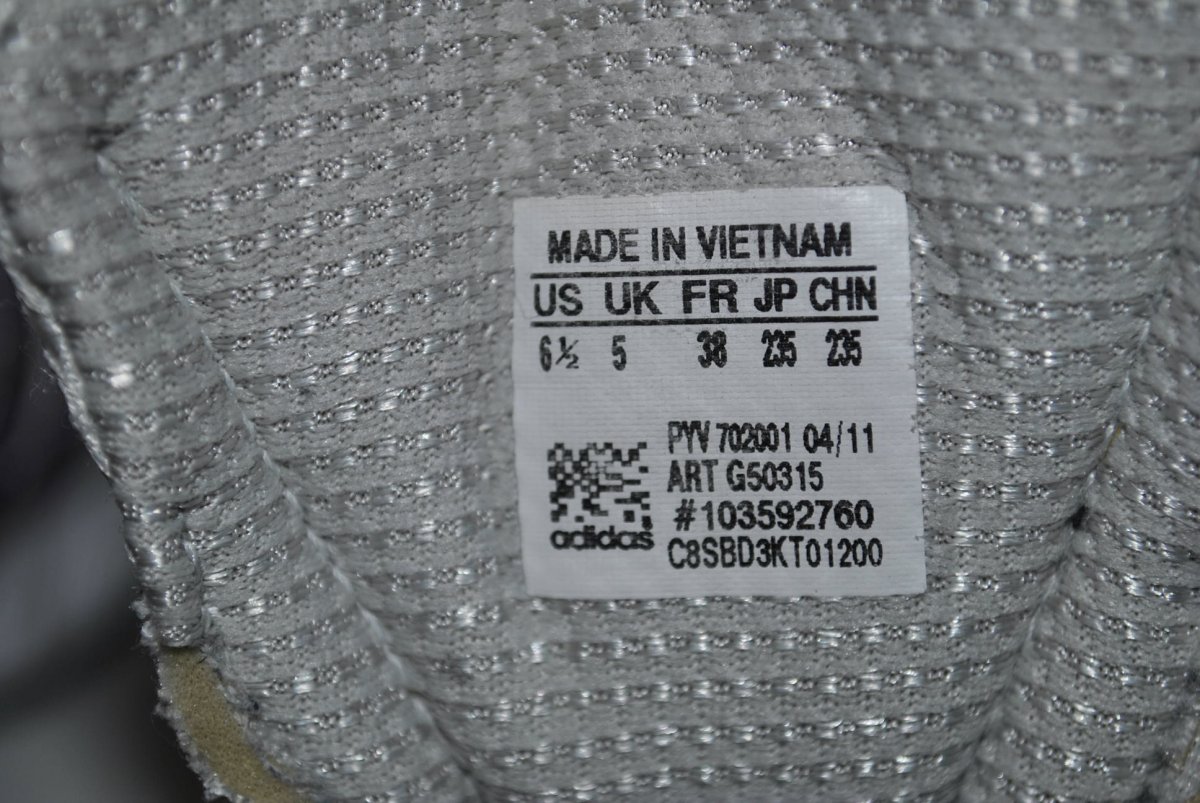 MADE IN VIETNAM
US UK FR JP CHN
6½ 5 38 235 235
PYV 702001 04/11
ART G50315
#103592760
adidas
C8SBD3KT01200